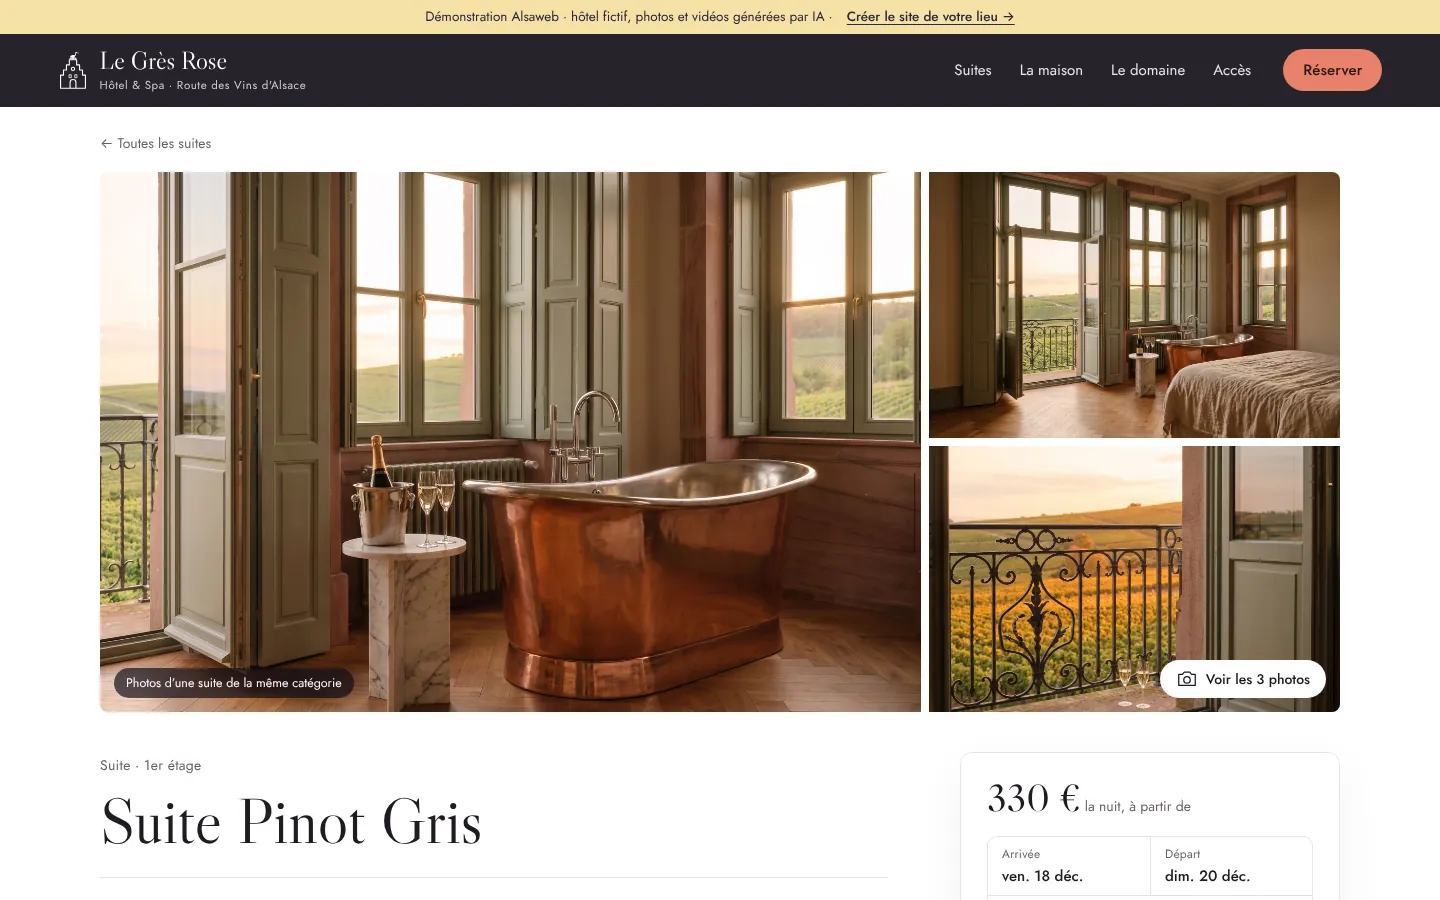 Démonstration Alsaweb · hôtel fictif, photos et vidéos générées par IA · Créer le site de votre lieu →
Le Grès Rose
Hôtel & Spa · Route des Vins d'Alsace
Suites La maison Le domaine Accès Réserver
← Toutes les suites
Photos d'une suite de la même catégorie
Voir les 3 photos
Suite · 1er étage
Suite Pinot Gris
330 € la nuit, à partir de
Arrivée Départ
ven. 18 déc. dim. 20 déc.